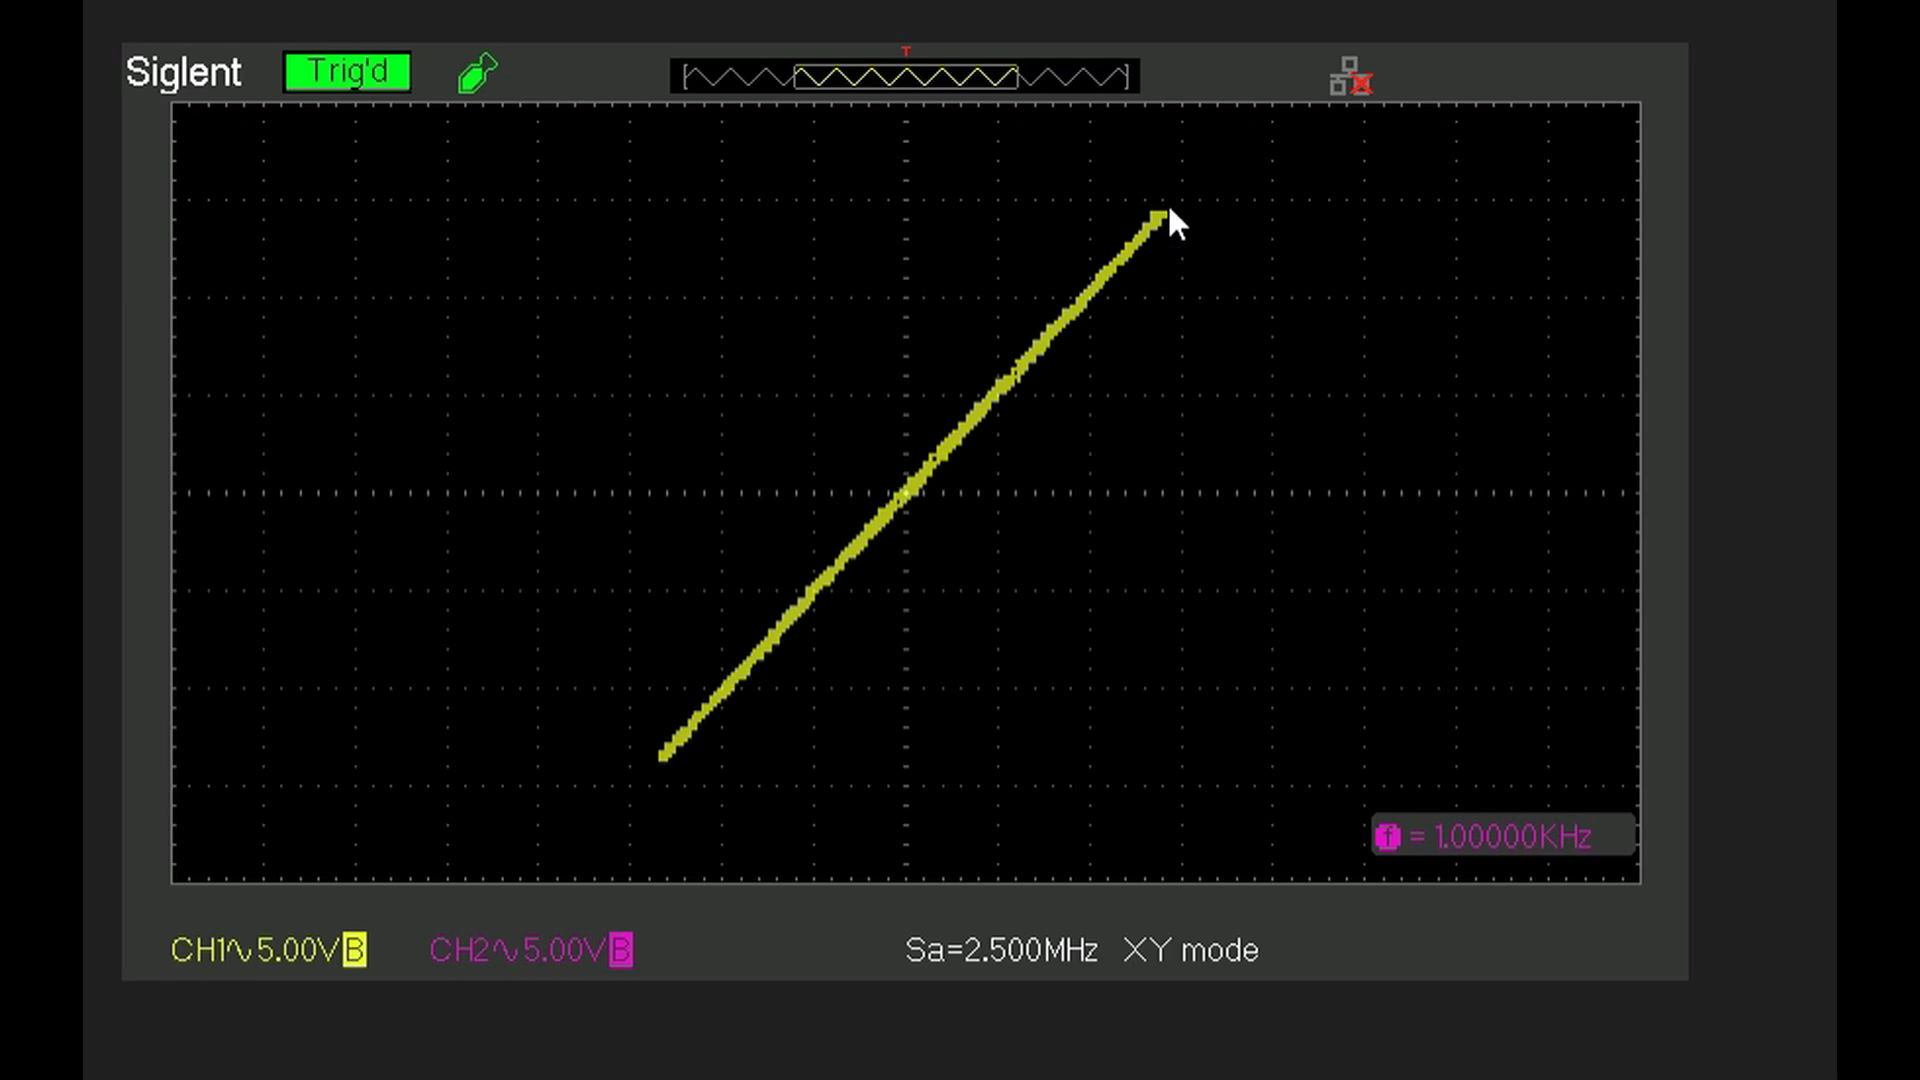 Siglent Trig'd T
f = 1.00000KHz
CH1∿5.00V B CH2∿5.00V B Sa=2.500MHz XY mode